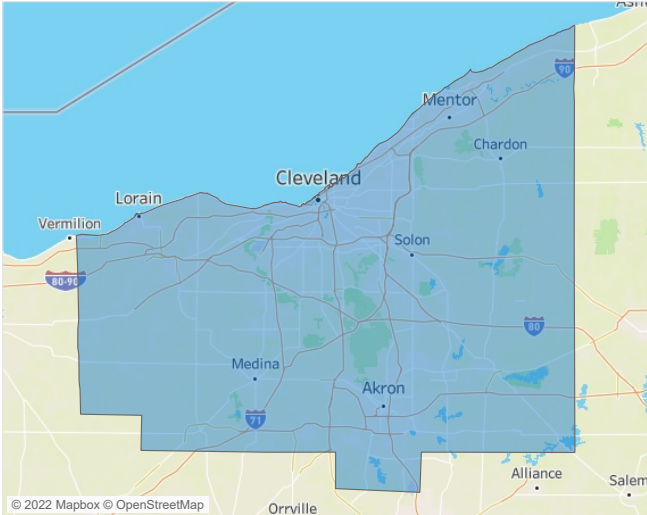 90
Mentor
Chardon
Cleveland
Lorain
Vermilion
Solon
80-90
80
Medina
Akron
71
Alliance
Salem
© 2022 Mapbox © OpenStreetMap
Orrville